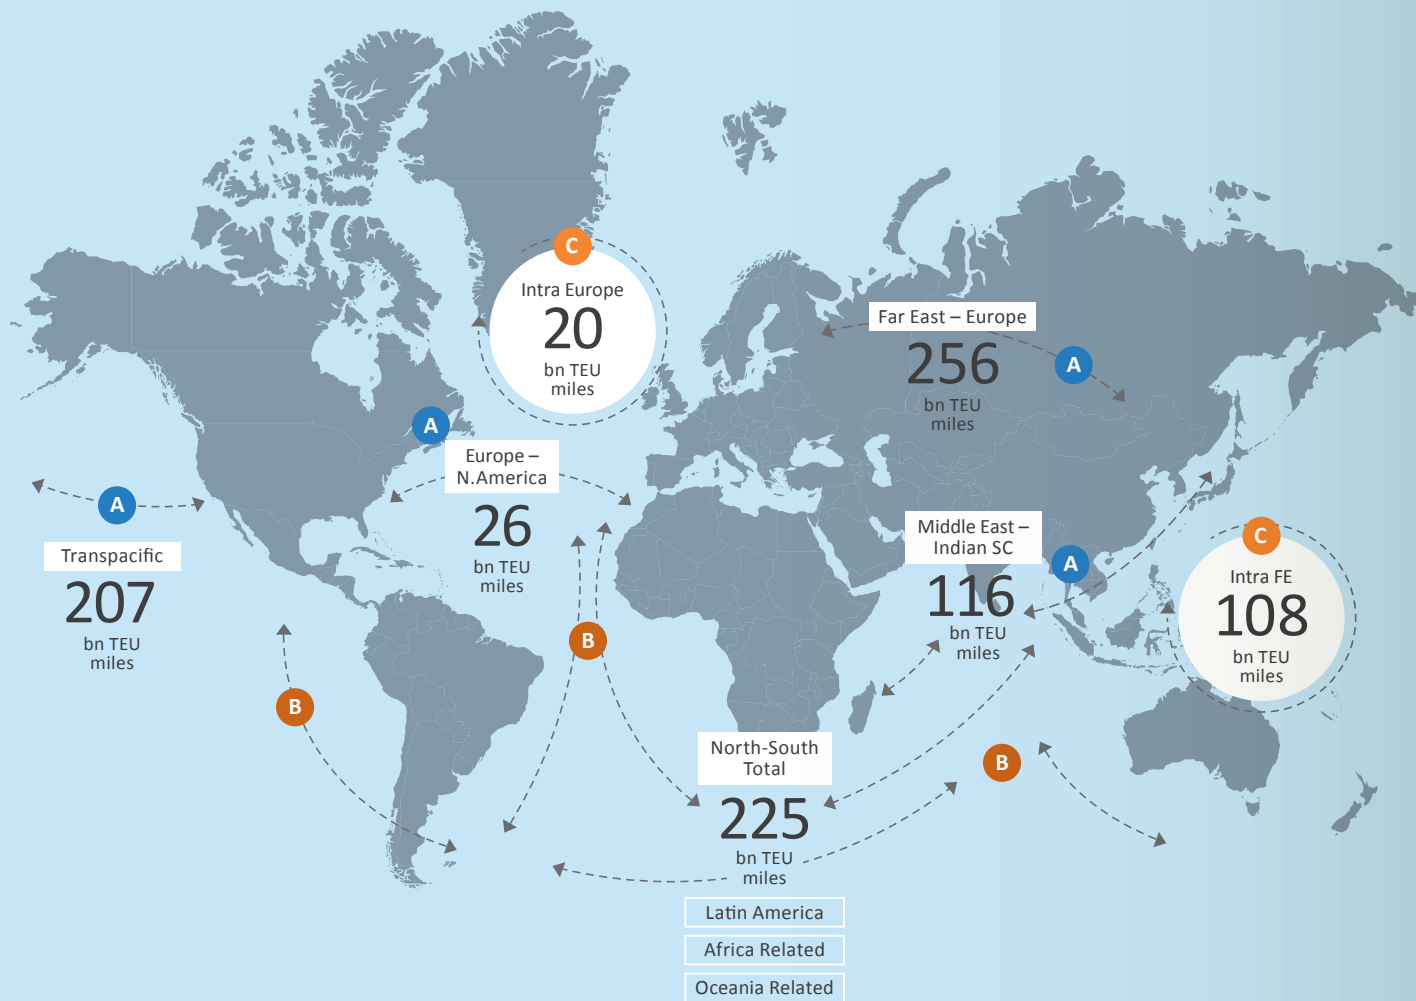 C
Intra Europe
20
bn TEU
miles
Far East – Europe
256
bn TEU
miles
A
A
Europe –
N.America
26
bn TEU
miles
A
Transpacific
207
bn TEU
miles
Middle East –
Indian SC
116
bn TEU
miles
A
C
Intra FE
108
bn TEU
miles
B
B
North-South
Total
225
bn TEU
miles
B
Latin America
Africa Related
Oceania Related